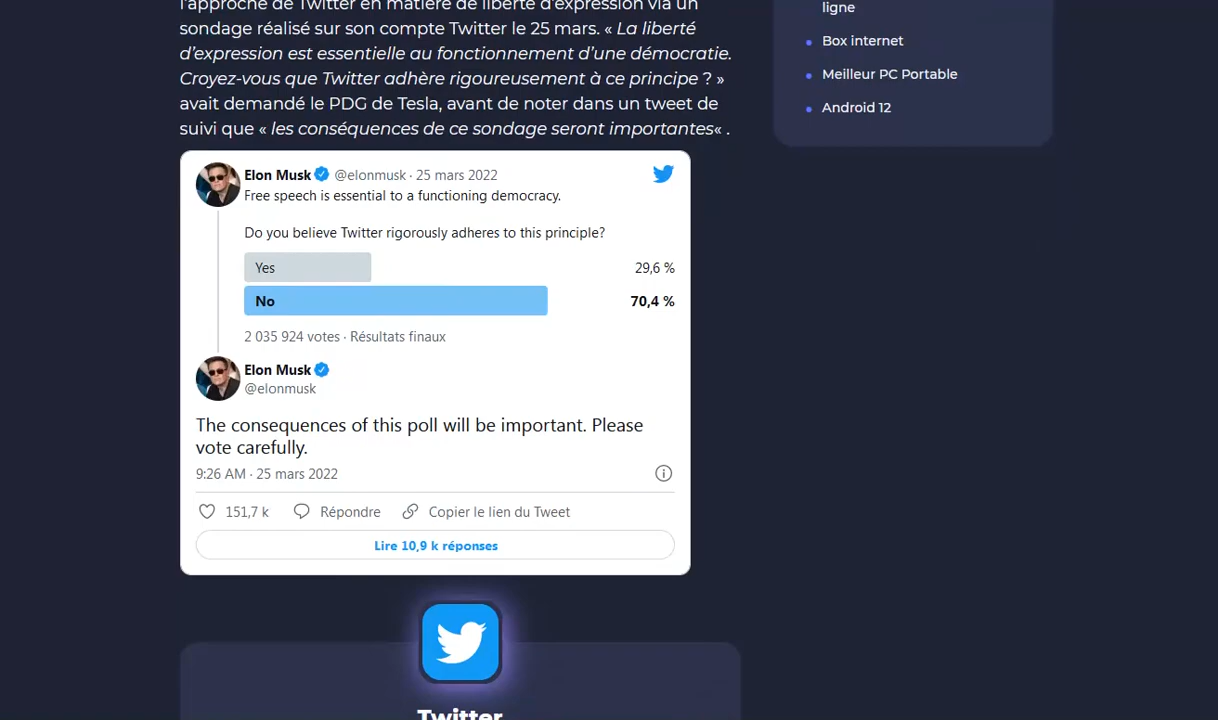 l'approche de Twitter en matière de liberté d'expression via un
sondage réalisé sur son compte Twitter le 25 mars. « La liberté
d'expression est essentielle au fonctionnement d'une démocratie.
Croyez-vous que Twitter adhère rigoureusement à ce principe ? »
avait demandé le PDG de Tesla, avant de noter dans un tweet de
suivi que « les conséquences de ce sondage seront importantes« .
Elon Musk @elonmusk · 25 mars 2022
Free speech is essential to a functioning democracy.
Do you believe Twitter rigorously adheres to this principle?
Yes 29,6 %
No 70,4 %
2 035 924 votes · Résultats finaux
Elon Musk
@elonmusk
The consequences of this poll will be important. Please
vote carefully.
9:26 AM · 25 mars 2022
151,7 k Répondre Copier le lien du Tweet
Lire 10,9 k réponses
Twitter
ligne
Box internet
Meilleur PC Portable
Android 12